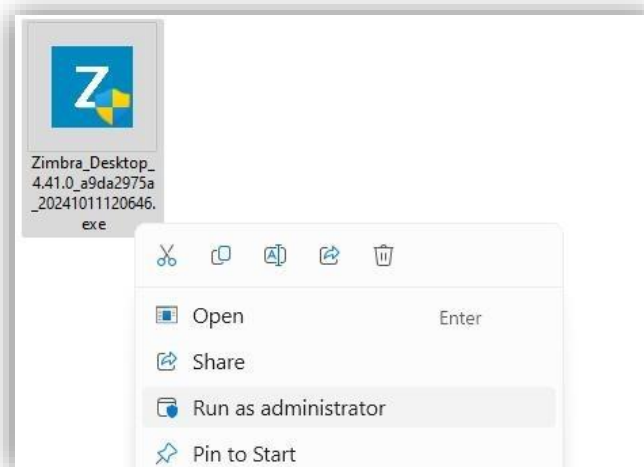 Z
Zimbra_Desktop_
4.41.0_a9da2975a
_20241011120646.
exe
Open Enter
Share
Run as administrator
Pin to Start